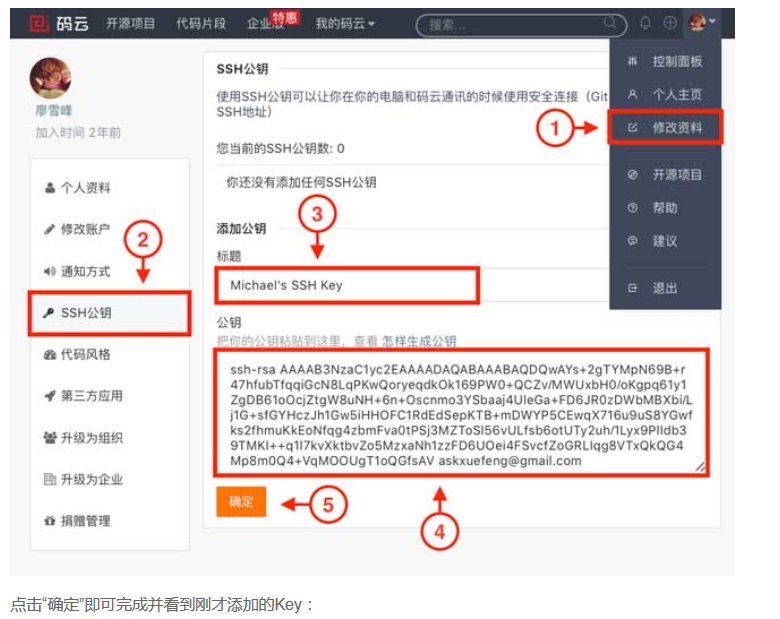 码云 开源项目 代码片段 企业版 特惠 我的码云 搜索...
廖雪峰
加入时间 2年前
个人资料
修改账户
2
通知方式
SSH公钥
代码风格
第三方应用
升级为组织
升级为企业
捐赠管理
SSH公钥
使用SSH公钥可以让你在你的电脑和码云通讯的时候使用安全连接（Git
SSH地址）
您当前的SSH公钥数: 0
你还没有添加任何SSH公钥
添加公钥
3
标题
Michael's SSH Key
公钥
把你的公钥粘贴到这里，查看 怎样生成公钥
ssh-rsa AAAAB3NzaC1yc2EAAAADAQABAAABAQDQwAYs+2gTYMpN69B+r
47hfubTfqqiGcN8LqPKwQoryeqdkOk169PW0+QCZv/MWUxbH0/oKgpq61y1
ZgDB61oOcjZtgW8uNH+6n+Oscnmo3YSbaaj4UleGa+FD6JR0zDWbMBXbi/L
j1G+sfGYHczJh1Gw5iHHOFC1RdEdSepKTB+mDWYP5CEwqX716u9uS8YGwf
ks2fhmuKkEoNfqg4zbmFva0tPSj3MZToSl56vULfsb6otUTy2uh/1Lyx9PIIdb3
9TMKI++q1I7kvXktbvZo5MzxaNh1zzFD6UOei4FSvcfZoGRLIqg8VTxQkQG4
Mp8m0Q4+VqMOOUgT1oQGfsAV askxuefeng@gmail.com
确定
5
4
控制面板
个人主页
1
修改资料
开源项目
帮助
建议
退出
点击“确定”即可完成并看到刚才添加的Key：